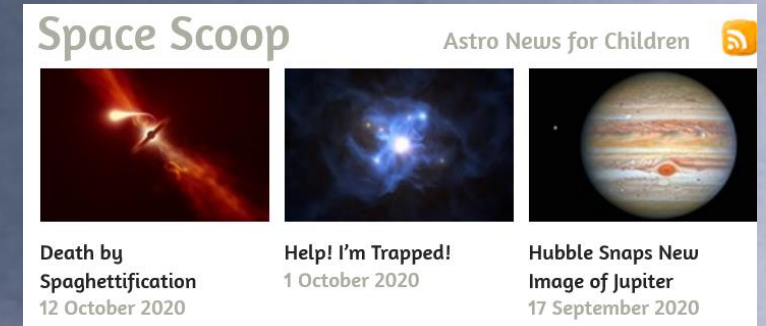 Space Scoop
Astro News for Children
Death by
Spaghettification
12 October 2020
Help! I'm Trapped!
1 October 2020
Hubble Snaps New
Image of Jupiter
17 September 2020